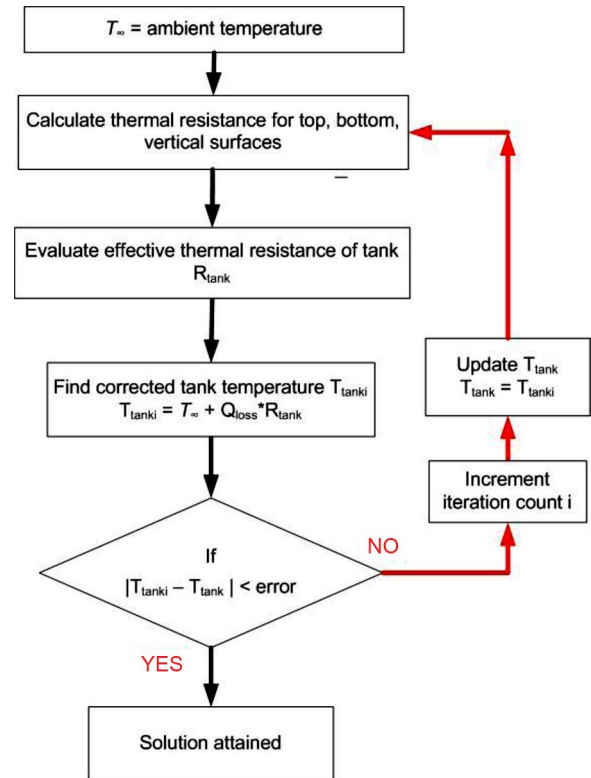 T∞ = ambient temperature
Calculate thermal resistance for top, bottom,
vertical surfaces
Evaluate effective thermal resistance of tank
Rtank
Find corrected tank temperature Ttanki
Ttanki = T∞ + Qloss*Rtank
If
|Ttanki – Ttank | < error
NO
Increment
iteration count i
Update Ttank
Ttank = Ttanki
YES
Solution attained